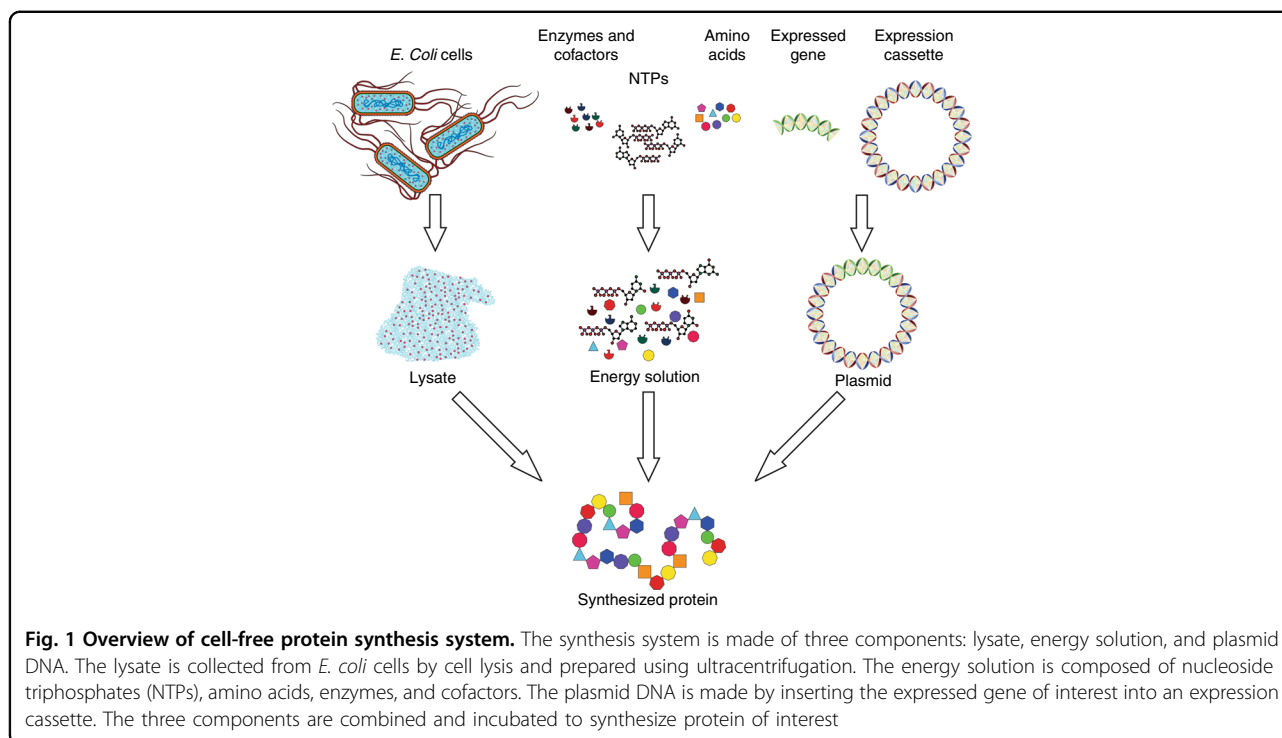 Enzymes and cofactors
Amino acids
Expressed gene
Expression cassette
E. Coli cells
NTPs
Lysate
Energy solution
Plasmid
Synthesized protein
Fig. 1 Overview of cell-free protein synthesis system. The synthesis system is made of three components: lysate, energy solution, and plasmid
DNA. The lysate is collected from E. coli cells by cell lysis and prepared using ultracentrifugation. The energy solution is composed of nucleoside
triphosphates (NTPs), amino acids, enzymes, and cofactors. The plasmid DNA is made by inserting the expressed gene of interest into an expression
cassette. The three components are combined and incubated to synthesize protein of interest